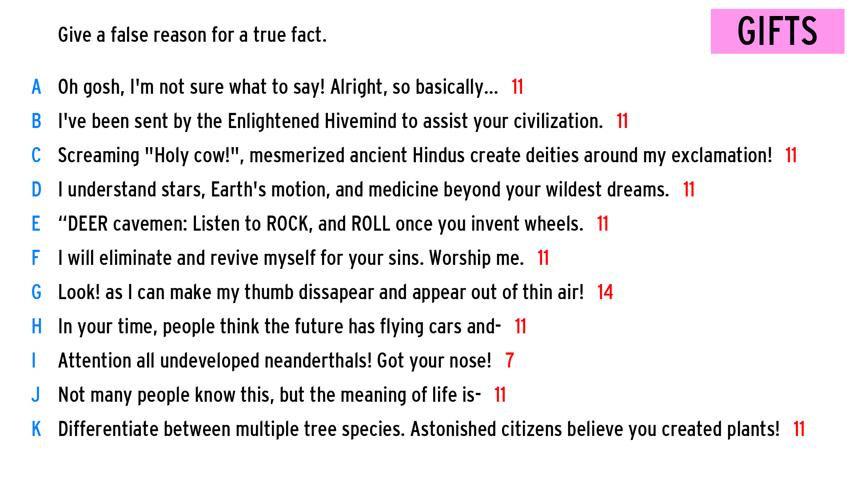 Give a false reason for a true fact.
GIFTS
A Oh gosh, I'm not sure what to say! Alright, so basically... 11
B I've been sent by the Enlightened Hivemind to assist your civilization. 11
C Screaming "Holy cow!", mesmerized ancient Hindus create deities around my exclamation! 11
D I understand stars, Earth's motion, and medicine beyond your wildest dreams. 11
E “DEER cavemen: Listen to ROCK, and ROLL once you invent wheels. 11
F I will eliminate and revive myself for your sins. Worship me. 11
G Look! as I can make my thumb dissapear and appear out of thin air! 14
H In your time, people think the future has flying cars and- 11
I Attention all undeveloped neanderthals! Got your nose! 7
J Not many people know this, but the meaning of life is- 11
K Differentiate between multiple tree species. Astonished citizens believe you created plants! 11